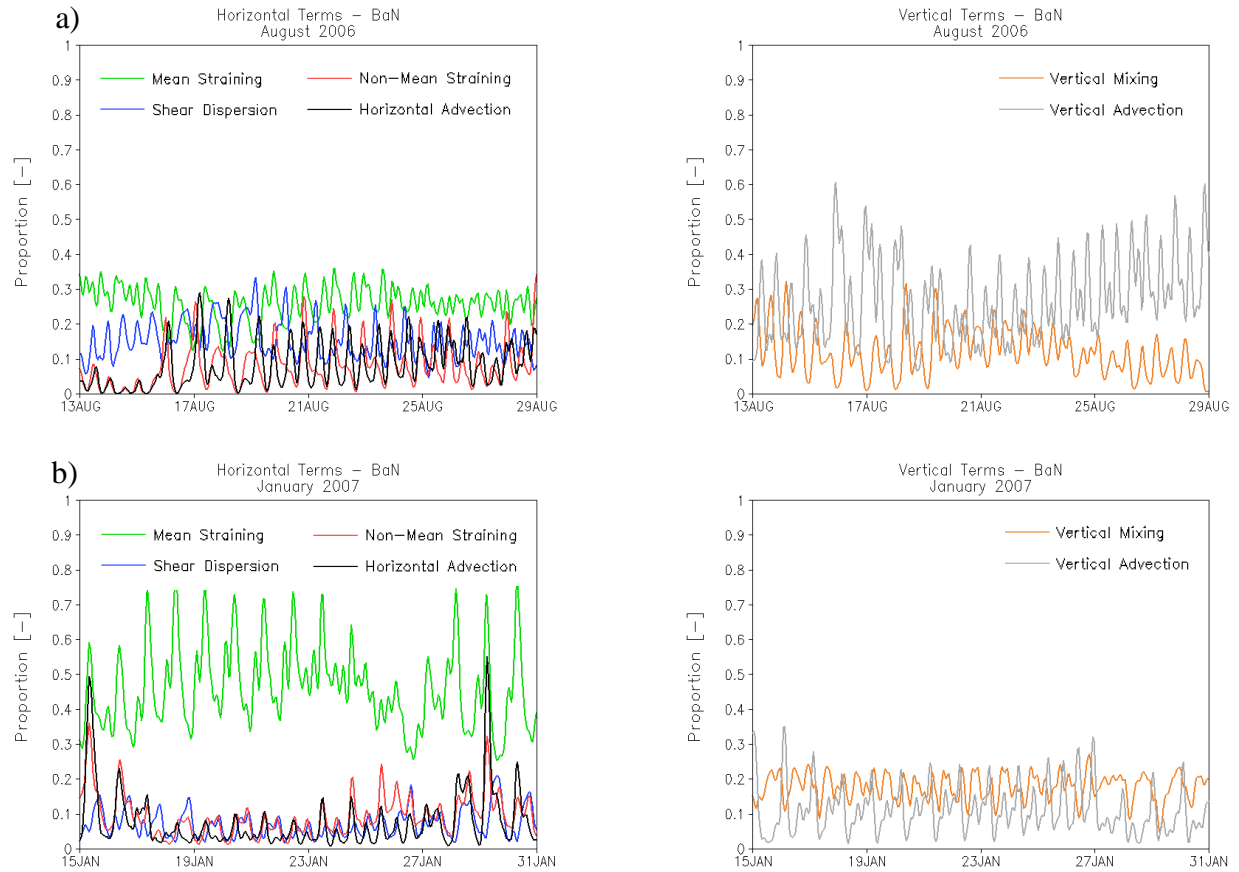 a)
Horizontal Terms – BaN
August 2006
Proportion [–]
1
0.9
0.8
0.7
0.6
0.5
0.4
0.3
0.2
0.1
0
Mean Straining
Non–Mean Straining
Shear Dispersion
Horizontal Advection
13AUG 17AUG 21AUG 25AUG 29AUG
Vertical Terms – BaN
August 2006
Proportion [–]
1
0.9
0.8
0.7
0.6
0.5
0.4
0.3
0.2
0.1
0
Vertical Mixing
Vertical Advection
13AUG 17AUG 21AUG 25AUG 29AUG
b)
Horizontal Terms – BaN
January 2007
Proportion [–]
1
0.9
0.8
0.7
0.6
0.5
0.4
0.3
0.2
0.1
0
Mean Straining
Non–Mean Straining
Shear Dispersion
Horizontal Advection
15JAN 19JAN 23JAN 27JAN 31JAN
Vertical Terms – BaN
January 2007
Proportion [–]
1
0.9
0.8
0.7
0.6
0.5
0.4
0.3
0.2
0.1
0
Vertical Mixing
Vertical Advection
15JAN 19JAN 23JAN 27JAN 31JAN